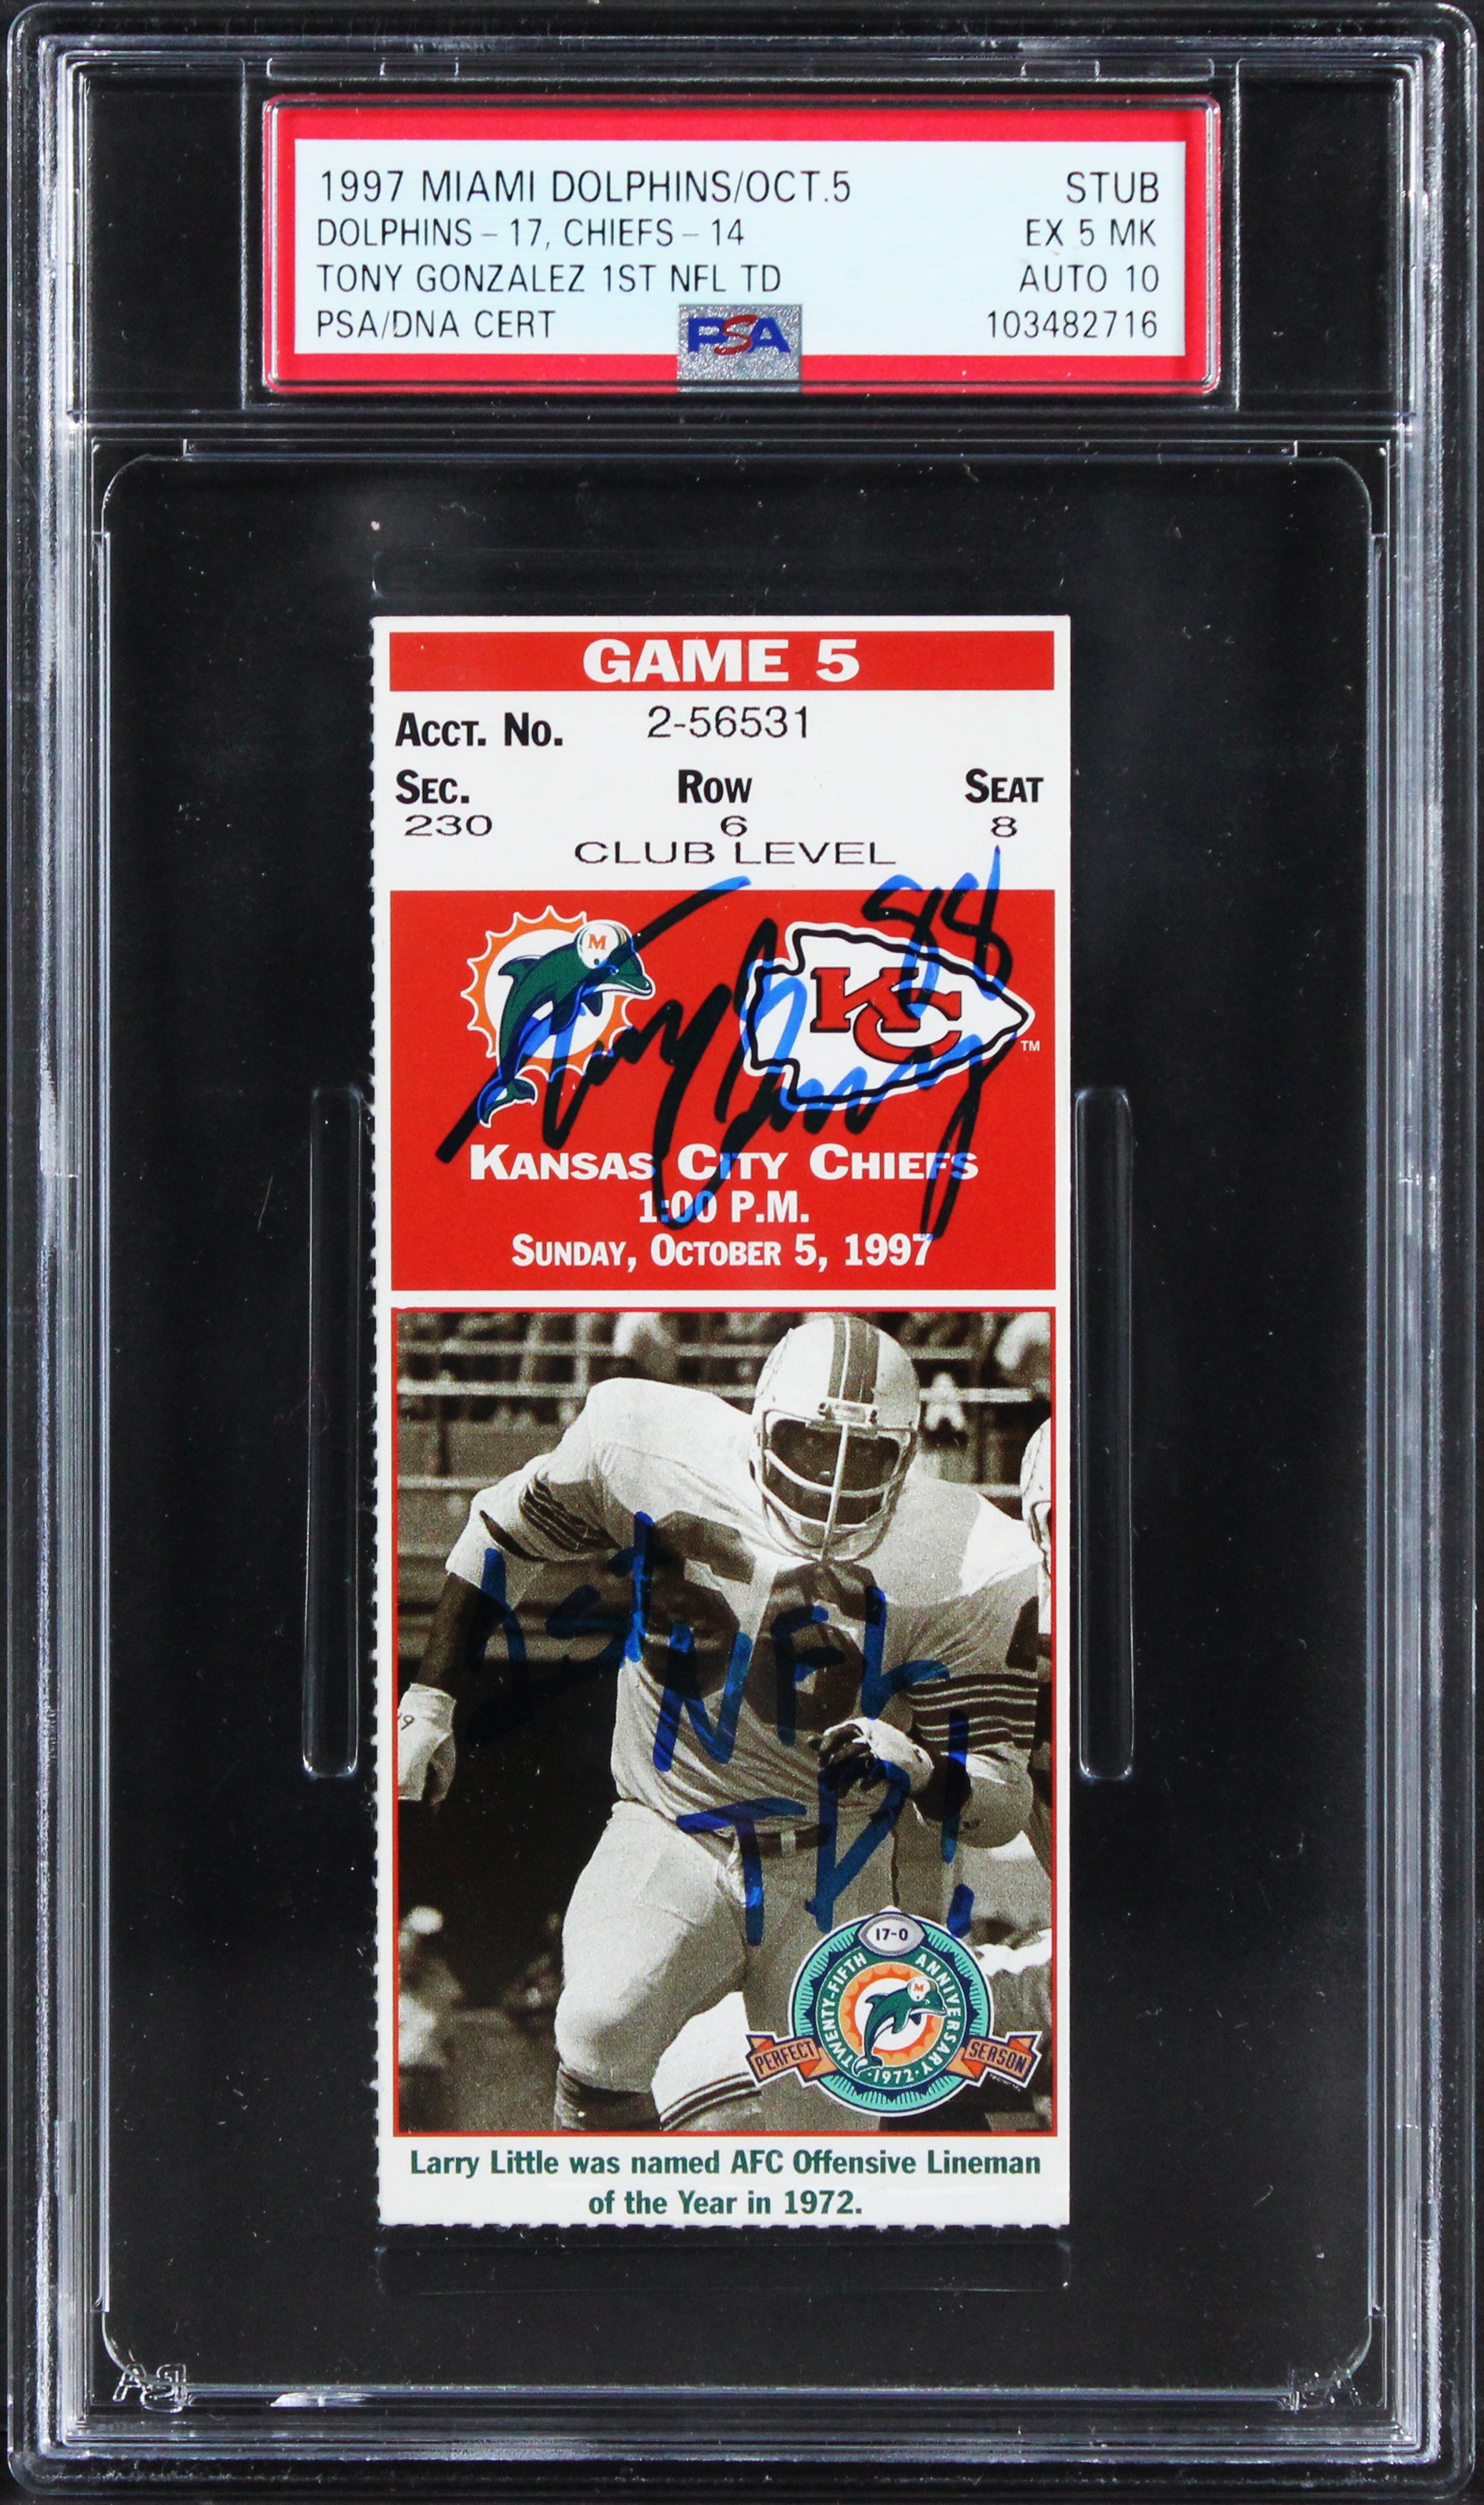 1997 MIAMI DOLPHINS/OCT.5 STUB
DOLPHINS - 17, CHIEFS - 14 EX 5 MK
TONY GONZALEZ 1ST NFL TD AUTO 10
PSA/DNA CERT PSA 103482716
GAME 5
ACCT. NO. 2-56531
SEC. ROW SEAT
230 6 8
CLUB LEVEL
88
M
KC
TM
KANSAS CITY CHIEFS
1:00 P.M.
SUNDAY, OCTOBER 5, 1997
1st NFL
TD!
17-0
TWENTY-FIFTH ANNIVERSARY
M
PERFECT SEASON
·1972·
Larry Little was named AFC Offensive Lineman
of the Year in 1972.